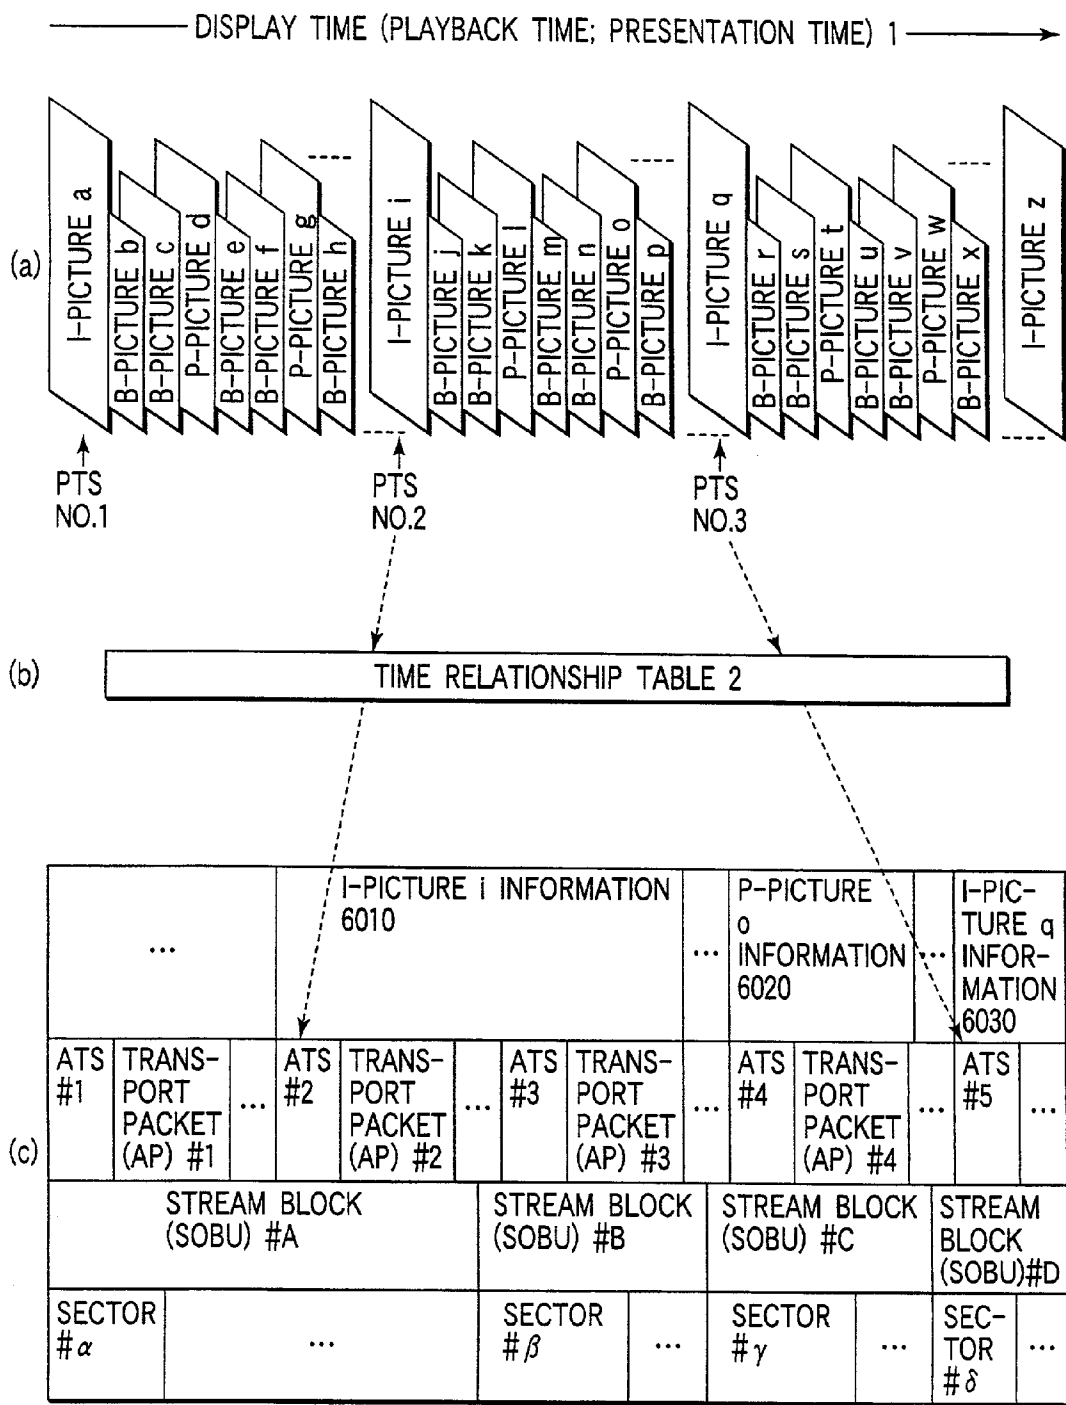 DISPLAY TIME (PLAYBACK TIME; PRESENTATION TIME) 1
(a)
I-PICTURE a
B-PICTURE b
B-PICTURE c
P-PICTURE d
B-PICTURE e
B-PICTURE f
P-PICTURE g
B-PICTURE h
I-PICTURE i
B-PICTURE j
B-PICTURE k
P-PICTURE l
B-PICTURE m
B-PICTURE n
P-PICTURE o
B-PICTURE p
I-PICTURE q
B-PICTURE r
B-PICTURE s
P-PICTURE t
B-PICTURE u
B-PICTURE v
P-PICTURE w
B-PICTURE x
I-PICTURE z
PTS
NO.1
PTS
NO.2
PTS
NO.3
(b)
TIME RELATIONSHIP TABLE 2
(c)
...
I-PICTURE i INFORMATION
6010
...
P-PICTURE
o
INFORMATION
6020
...
I-PIC-
TURE q
INFOR-
MATION
6030
ATS
#1
TRANS-
PORT
PACKET
(AP) #1
...
ATS
#2
TRANS-
PORT
PACKET
(AP) #2
...
ATS
#3
TRANS-
PORT
PACKET
(AP) #3
...
ATS
#4
TRANS-
PORT
PACKET
(AP) #4
...
ATS
#5
...
STREAM BLOCK
(SOBU) #A
STREAM BLOCK
(SOBU) #B
STREAM BLOCK
(SOBU) #C
STREAM
BLOCK
(SOBU)#D
SECTOR
#α
...
SECTOR
#β
...
SECTOR
#γ
...
SEC-
TOR
#δ
...